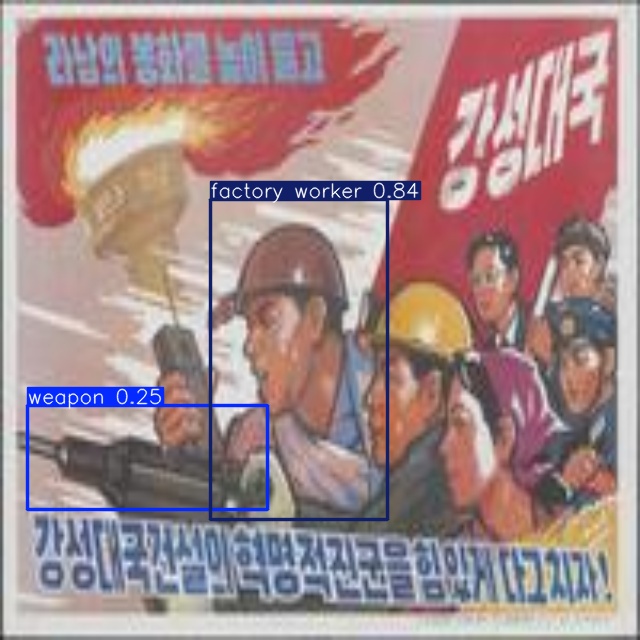 라남의 봉화를 높이 들고
강성대국
factory worker 0.84
weapon 0.25
강성대국건설의 혁명적진군을 힘있게 다그치자!